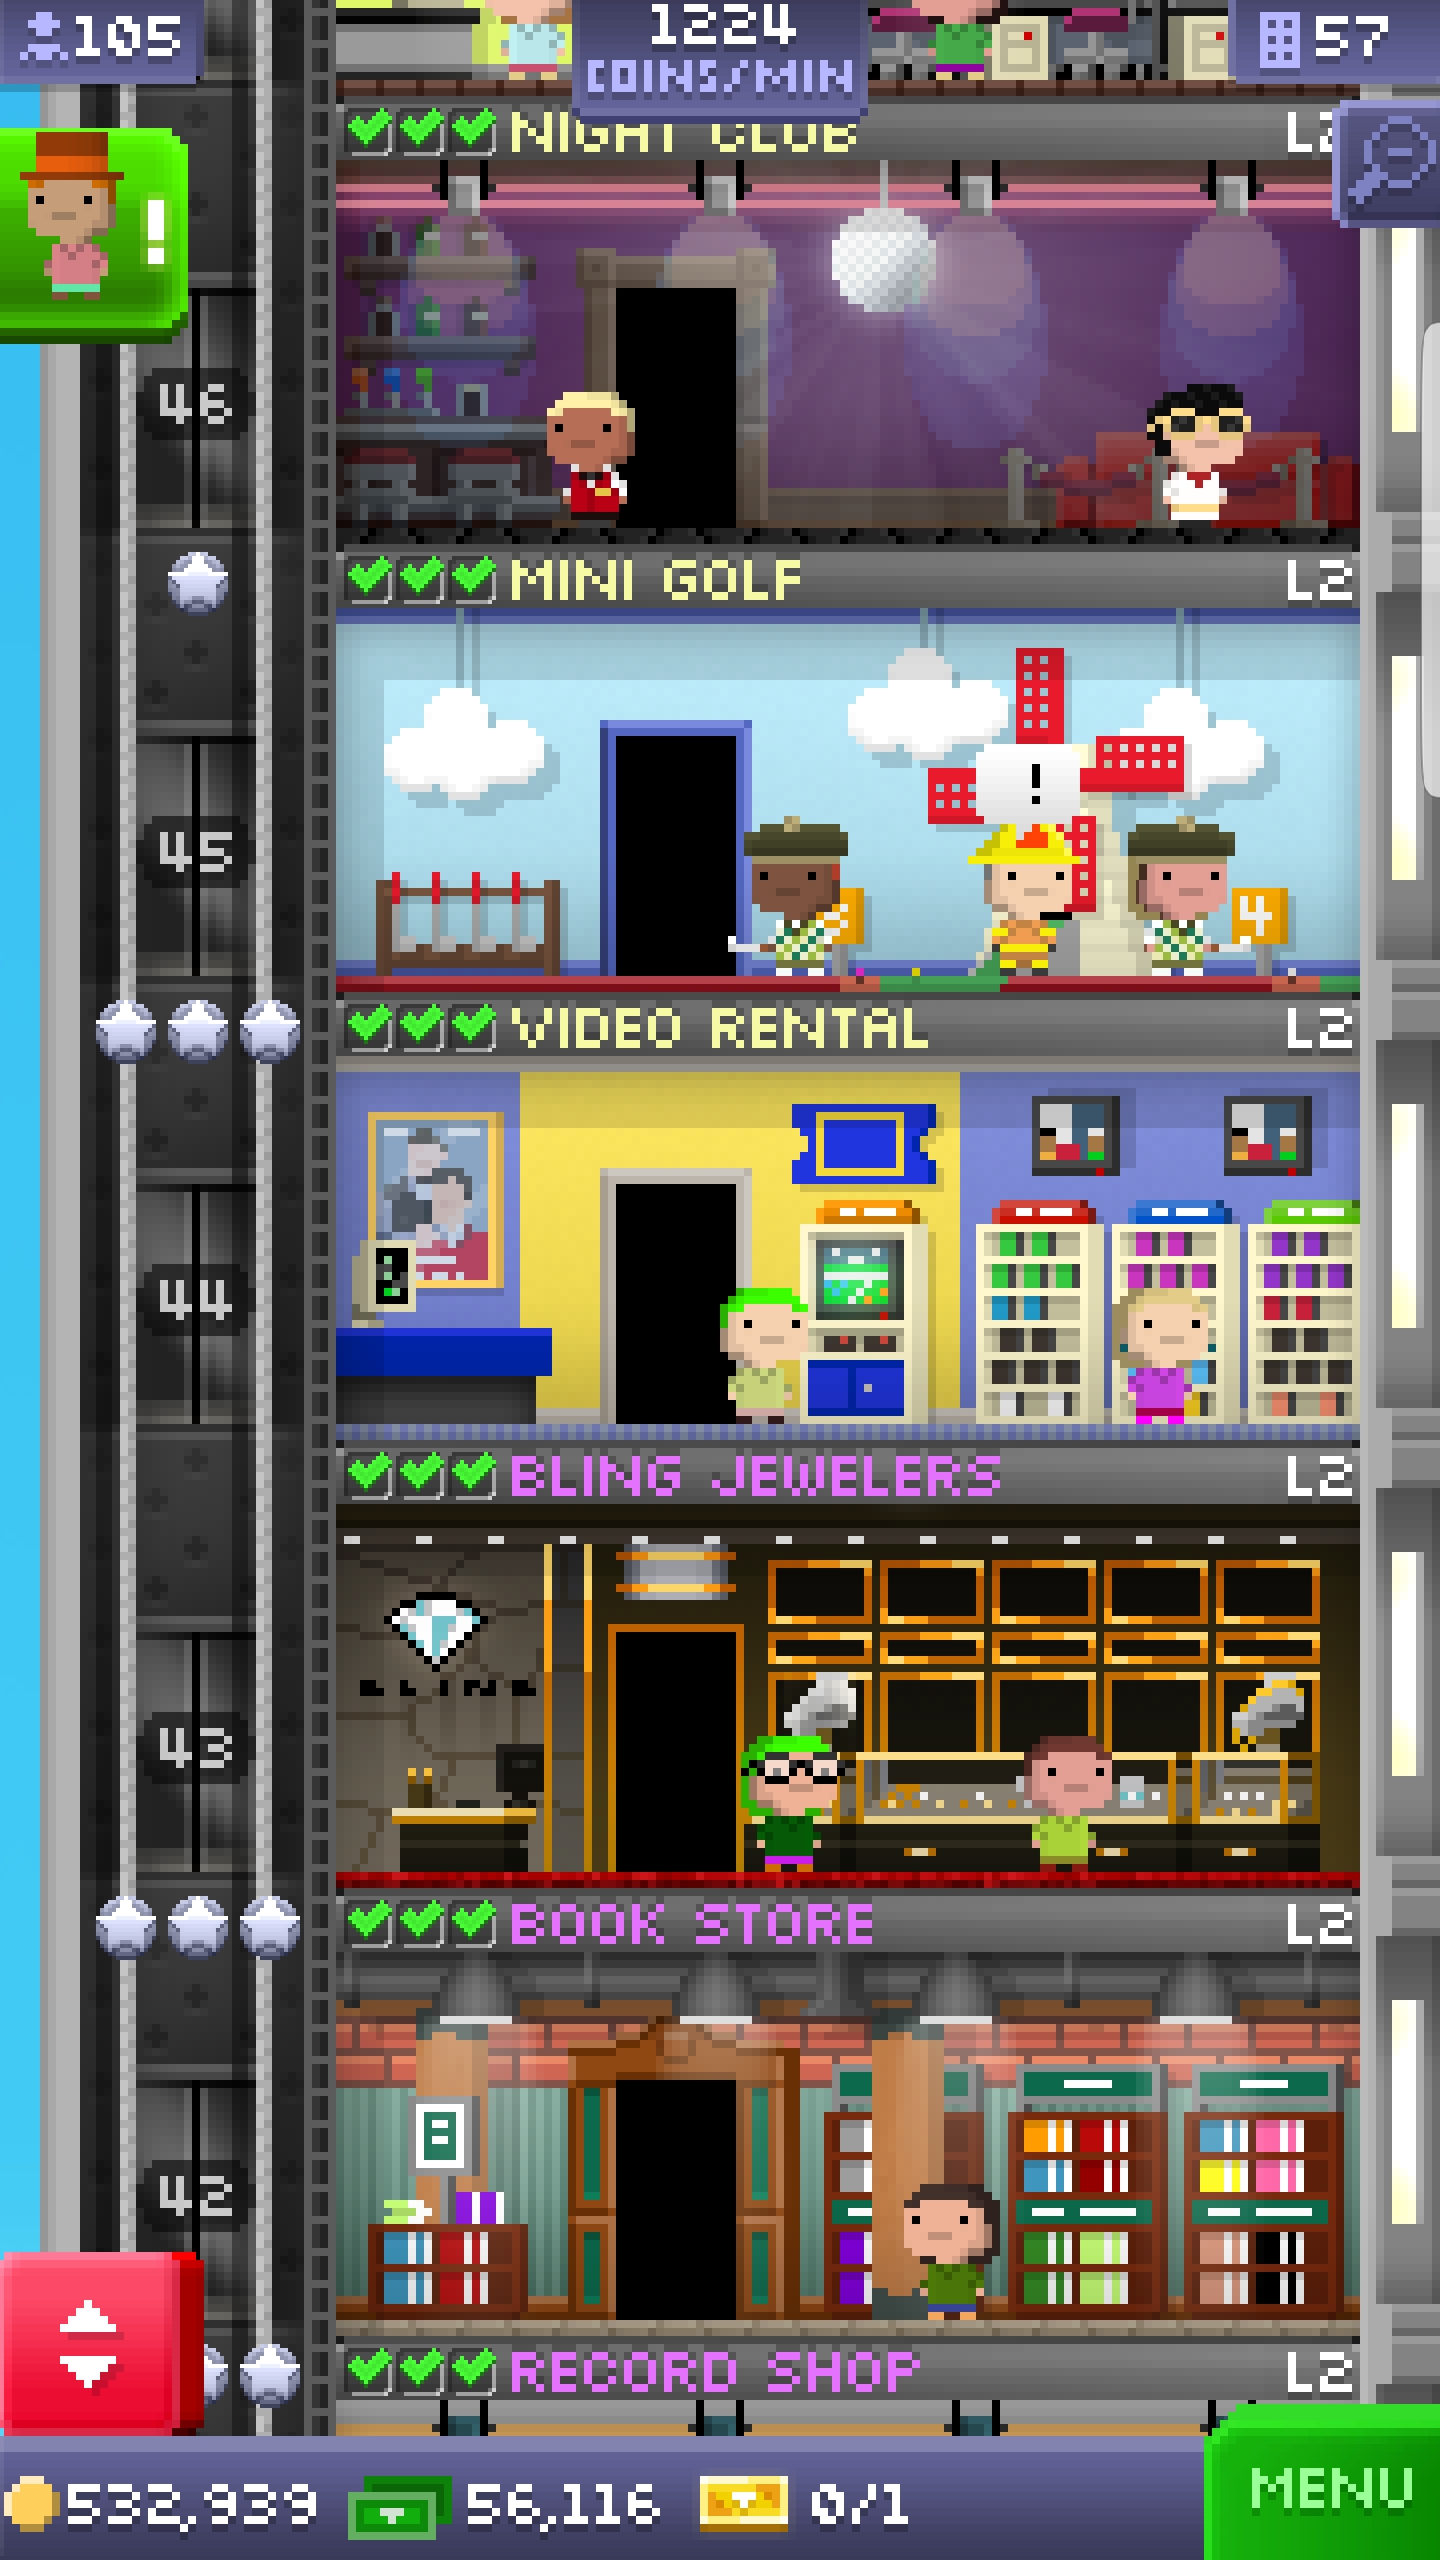 105
1224
COINS/MIN
57
NIGHT CLUB
L2
!
46
MINI GOLF
L2
!
45
4
VIDEO RENTAL
L2
44
BLING JEWELERS
L2
BLING
43
BOOK STORE
L2
42
RECORD SHOP
L2
532,939
56,116
0/1
MENU